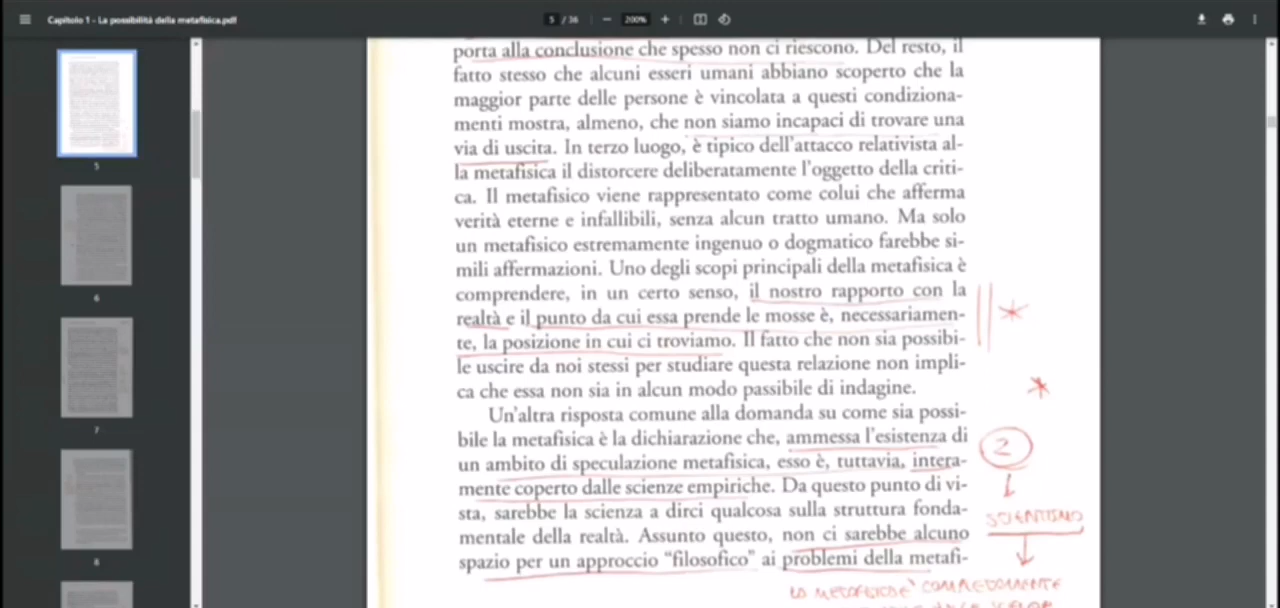 Capitolo 1 - La possibilità della metafisica.pdf
5 / 36
200%
5
6
7
8
porta alla conclusione che spesso non ci riescono. Del resto, il
fatto stesso che alcuni esseri umani abbiano scoperto che la
maggior parte delle persone è vincolata a questi condiziona-
menti mostra, almeno, che non siamo incapaci di trovare una
via di uscita. In terzo luogo, è tipico dell'attacco relativista al-
la metafisica il distorcere deliberatamente l'oggetto della criti-
ca. Il metafisico viene rappresentato come colui che afferma
verità eterne e infallibili, senza alcun tratto umano. Ma solo
un metafisico estremamente ingenuo o dogmatico farebbe si-
mili affermazioni. Uno degli scopi principali della metafisica è
comprendere, in un certo senso, il nostro rapporto con la
realtà e il punto da cui essa prende le mosse è, necessariamen-
te, la posizione in cui ci troviamo. Il fatto che non sia possibi-
le uscire da noi stessi per studiare questa relazione non impli-
ca che essa non sia in alcun modo passibile di indagine.
Un'altra risposta comune alla domanda su come sia possi-
bile la metafisica è la dichiarazione che, ammessa l'esistenza di
un ambito di speculazione metafisica, esso è, tuttavia, intera-
mente coperto dalle scienze empiriche. Da questo punto di vi-
sta, sarebbe la scienza a dirci qualcosa sulla struttura fonda-
mentale della realtà. Assunto questo, non ci sarebbe alcuno
spazio per un approccio "filosofico" ai problemi della metafi-
2
SCIENTISMO
LA METAFISICA È COMPLETAMENTE